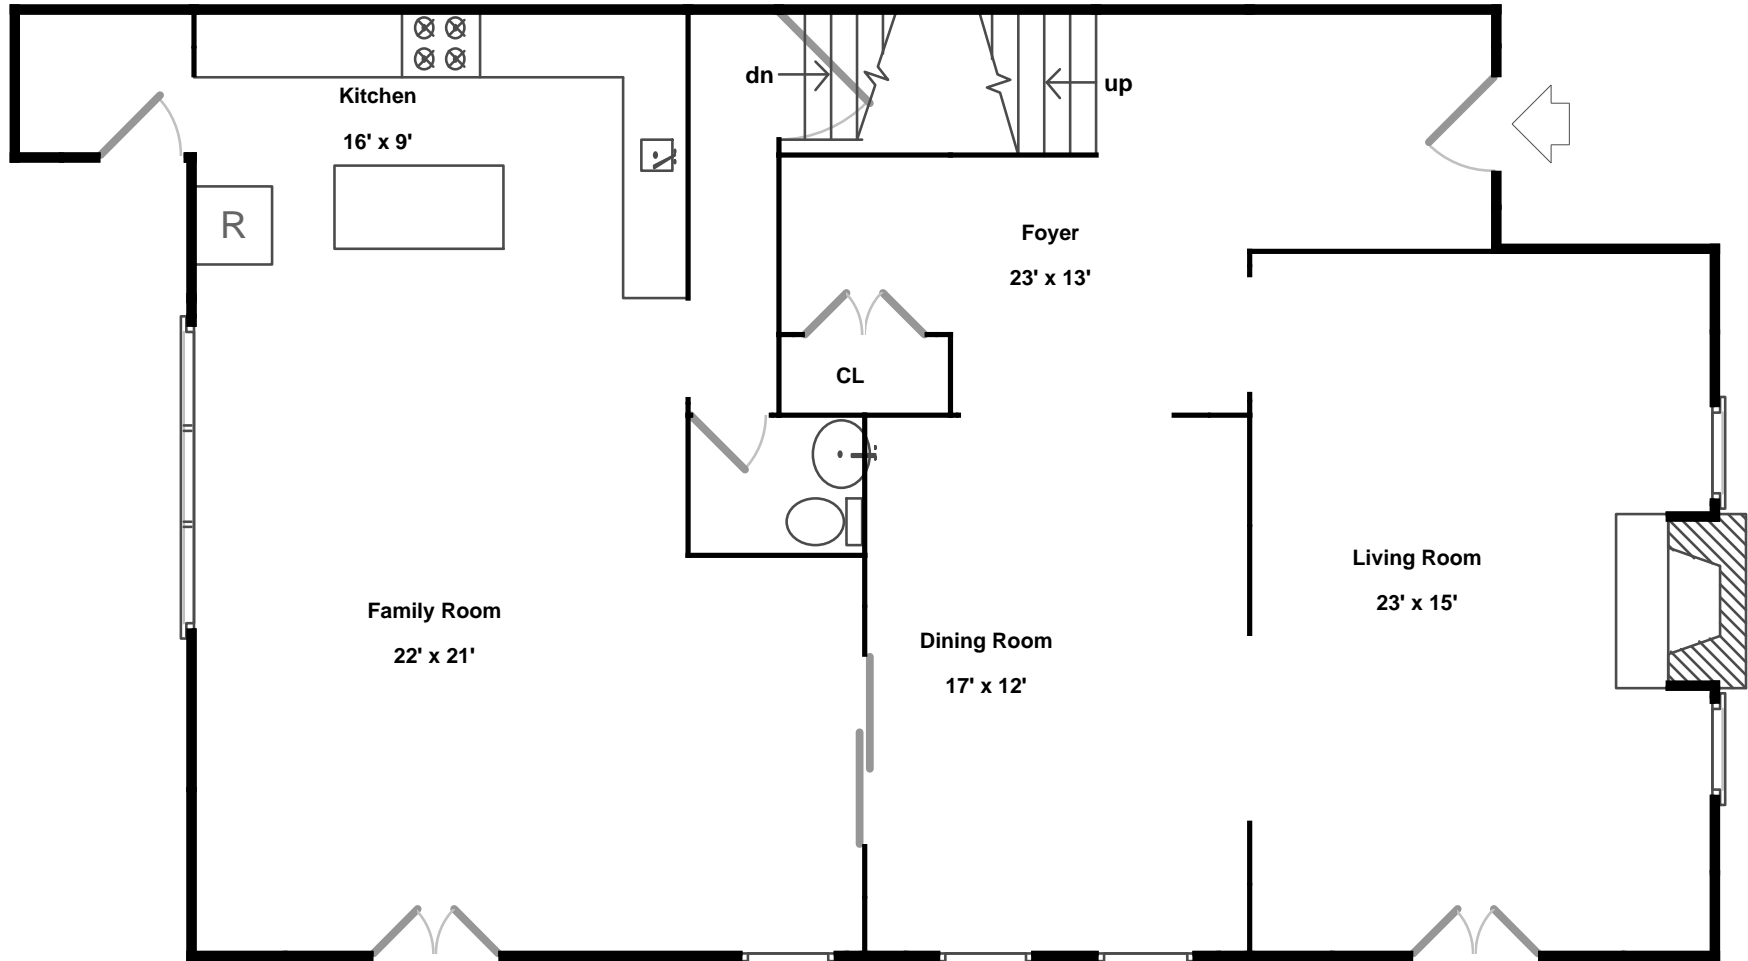 dn
up
Kitchen
16' x 9'
R
Foyer
23' x 13'
CL
Living Room
23' x 15'
Family Room
22' x 21'
Dining Room
17' x 12'